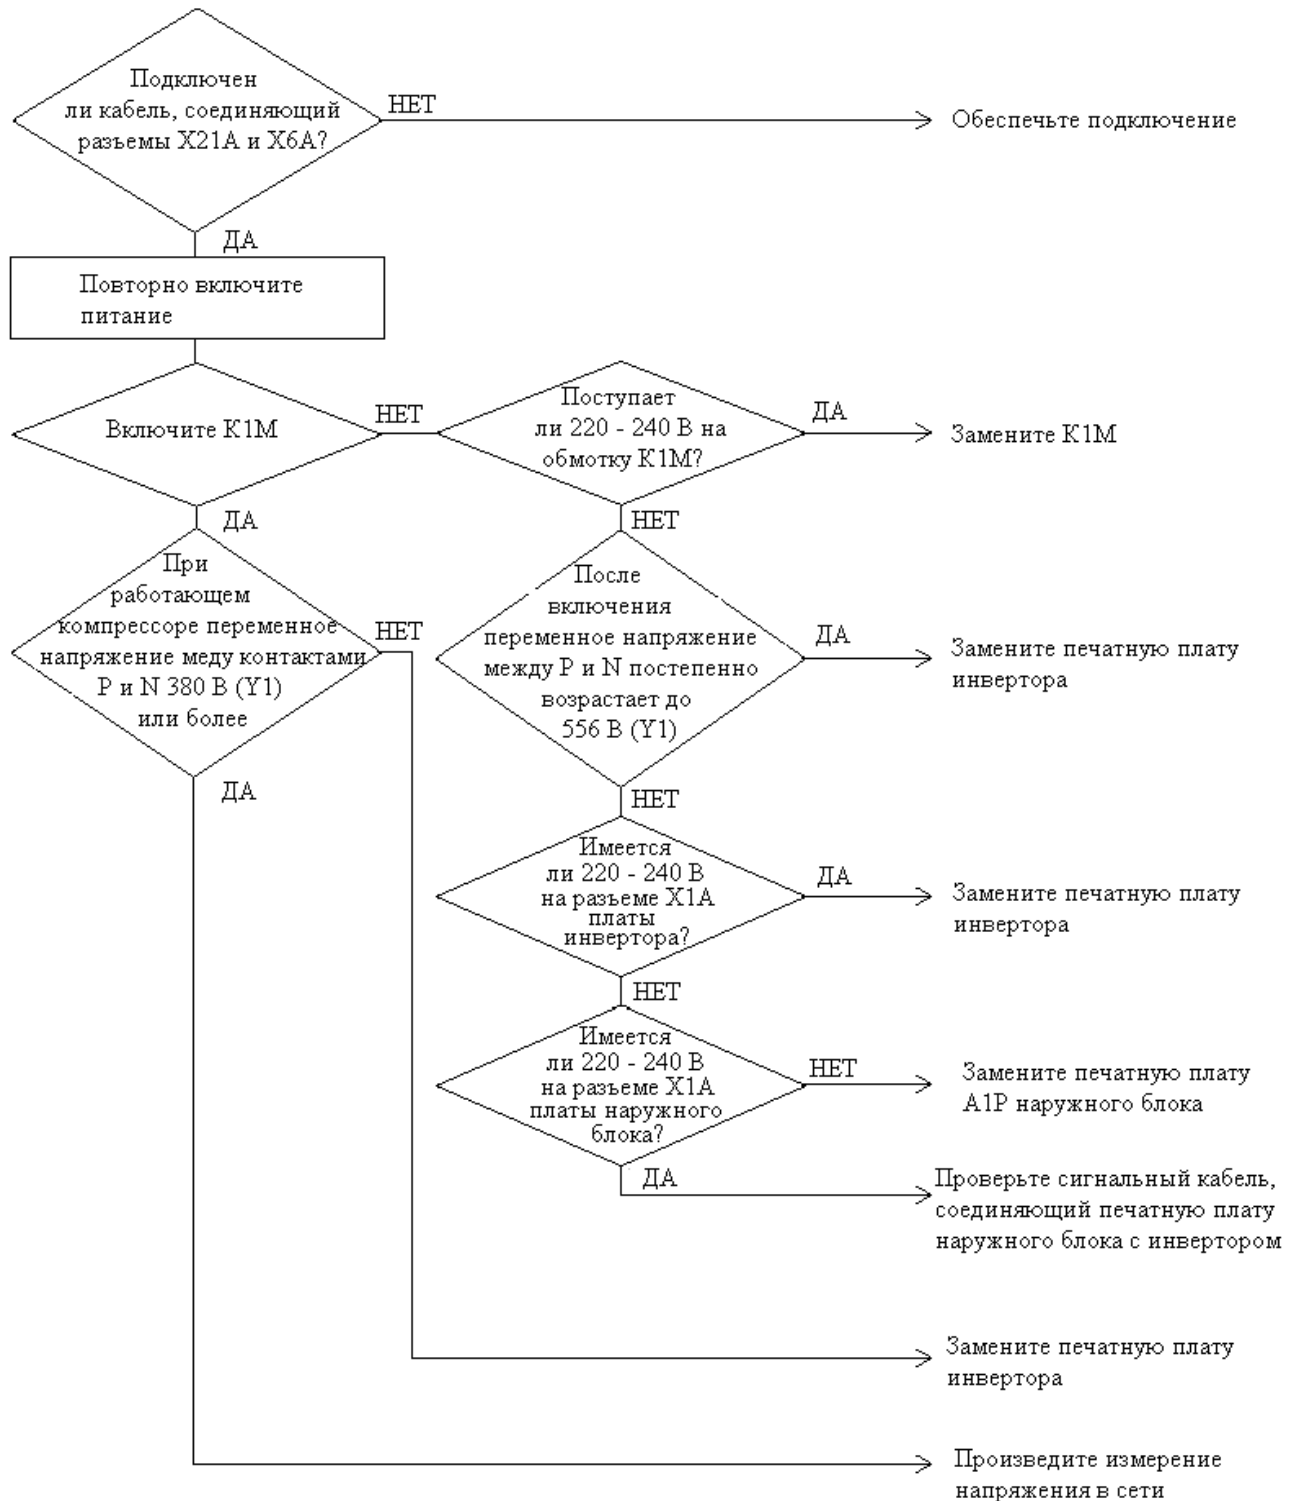 Подключен
ли кабель, соединяющий
разъемы X21A и X6A?
НЕТ
Обеспечьте подключение
ДА
Повторно включите
питание
Включите K1M
НЕТ
Поступает
ли 220 - 240 В на
обмотку K1M?
ДА
Замените K1M
ДА
НЕТ
При
работающем
компрессоре переменное
напряжение меду контактами
P и N 380 В (Y1)
или более
НЕТ
После
включения
переменное напряжение
между P и N постепенно
возрастает до
556 В (Y1)
ДА
Замените печатную плату
инвертора
ДА
НЕТ
Имеется
ли 220 - 240 В
на разъеме X1A
платы
инвертора?
ДА
Замените печатную плату
инвертора
НЕТ
Имеется
ли 220 - 240 В
на разъеме X1A
платы наружного
блока?
НЕТ
Замените печатную плату
A1P наружного блока
ДА
Проверьте сигнальный кабель,
соединяющий печатную плату
наружного блока с инвертором
Замените печатную плату
инвертора
Произведите измерение
напряжения в сети